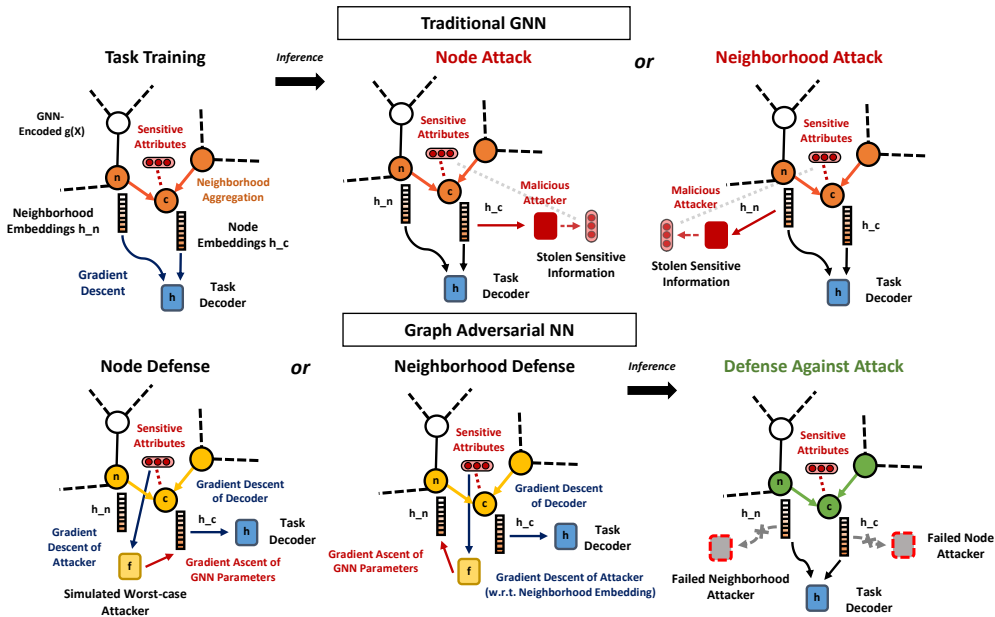 Traditional GNN
Task Training
Inference
Node Attack
or
Neighborhood Attack
GNN-
Encoded g(X)
Sensitive
Attributes
n
c
Neighborhood
Aggregation
Neighborhood
Embeddings h_n
Node
Embeddings h_c
Gradient
Descent
h
Task
Decoder
Sensitive
Attributes
n
c
h_n
h_c
Malicious
Attacker
Stolen Sensitive
Information
h
Task
Decoder
Sensitive
Attributes
n
c
Malicious
Attacker
h_n
h_c
Stolen Sensitive
Information
h
Task
Decoder
Graph Adversarial NN
Node Defense
or
Neighborhood Defense
Inference
Defense Against Attack
Sensitive
Attributes
n
c
h_n
Gradient Descent
of Decoder
h_c
h
Task
Decoder
Gradient
Descent of
Attacker
f
Gradient Ascent of
GNN Parameters
Simulated Worst-case
Attacker
Sensitive
Attributes
n
c
h_n
Gradient Descent
of Decoder
h_c
h
Task
Decoder
Gradient Ascent of
GNN Parameters
f
Gradient Descent of Attacker
(w.r.t. Neighborhood Embedding)
Sensitive
Attributes
n
c
h_n
h_c
Failed Node
Attacker
Failed Neighborhood
Attacker
h
Task
Decoder